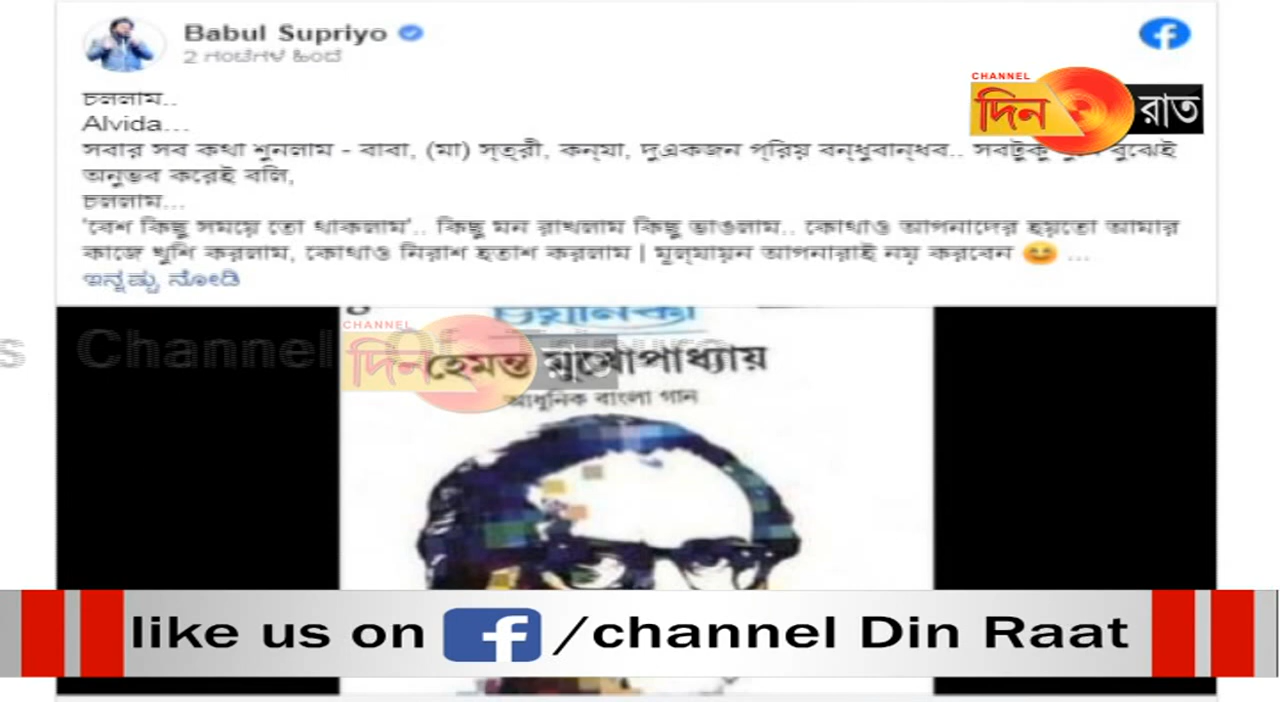 Babul Supriyo
2 ಗಂಟೆಗಳ ಹಿಂದೆ
CHANNEL
দিন রাত
চললাম..
Alvida...
সবার সব কথা শুনলাম - বাবা, (মা) স্ত্রী, কন্যা, দুএকজন প্রিয় বন্ধুবান্ধব.. সবটুকু বুঝেই
অনুভব করেই বলি,
চললাম...
'বেশ কিছু সময়ে তো থাকলাম'.. কিছু মন রাখলাম কিছু ভাঙলাম.. কোথাও আপনাদের হয়তো আমার
কাজে খুশি করলাম, কোথাও নিরাশ হতাশ করলাম | মূল্যায়ন আপনারাই নয় করবেন 😊 ...
ಇನ್ನಷ್ಟು ನೋಡಿ
CHANNEL
দিন
s Channel Of
হেমন্ত মুখোপাধ্যায়
আধুনিক বাংলা গান
like us on f /channel Din Raat